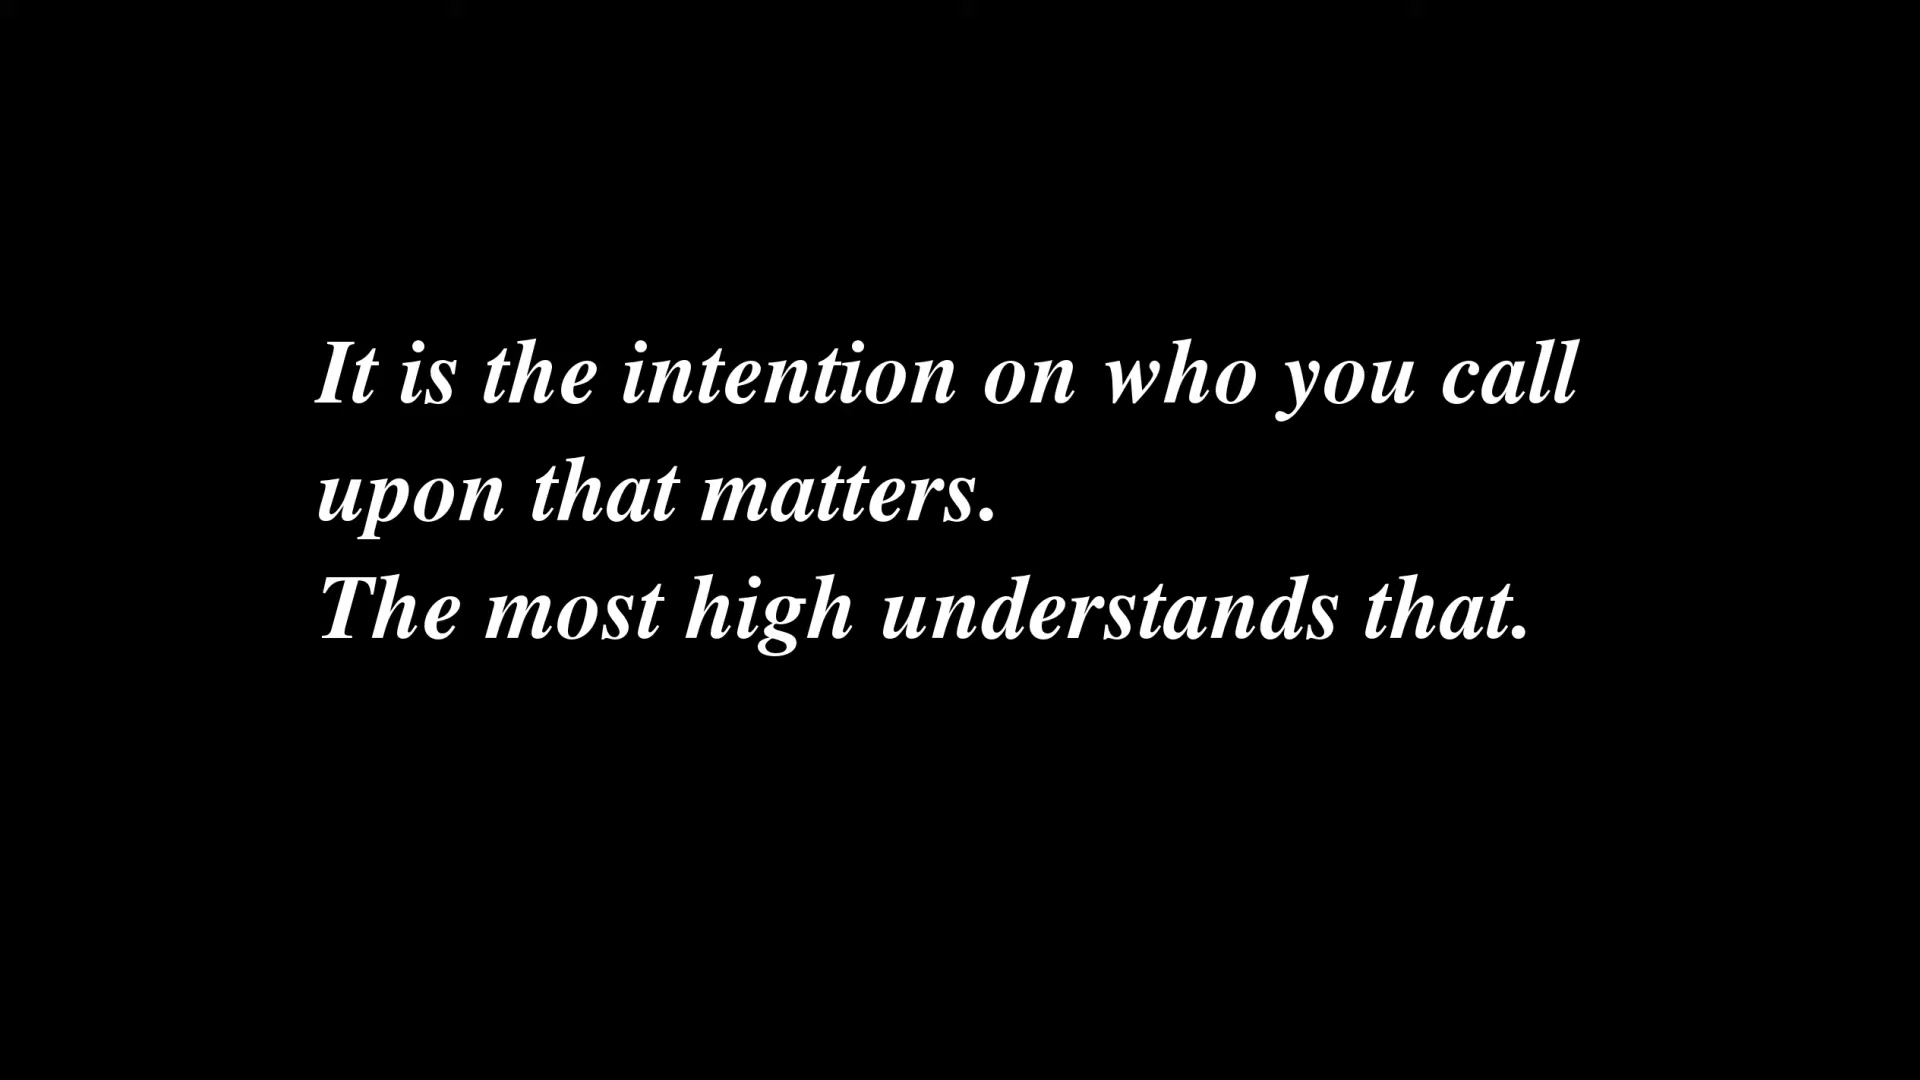 It is the intention on who you call
upon that matters.
The most high understands that.